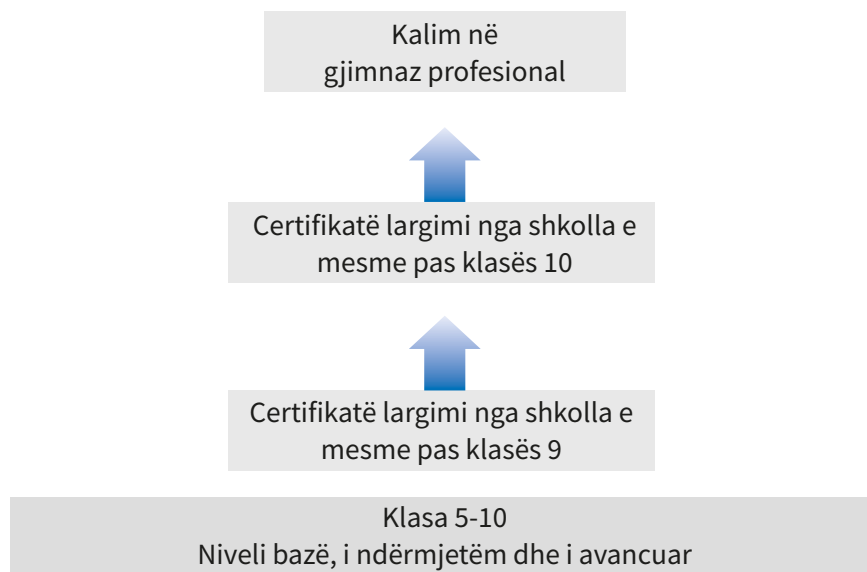 Kalim në
gjimnaz profesional
Certifikatë largimi nga shkolla e
mesme pas klasës 10
Certifikatë largimi nga shkolla e
mesme pas klasës 9
Klasa 5-10
Niveli bazë, i ndërmjetëm dhe i avancuar